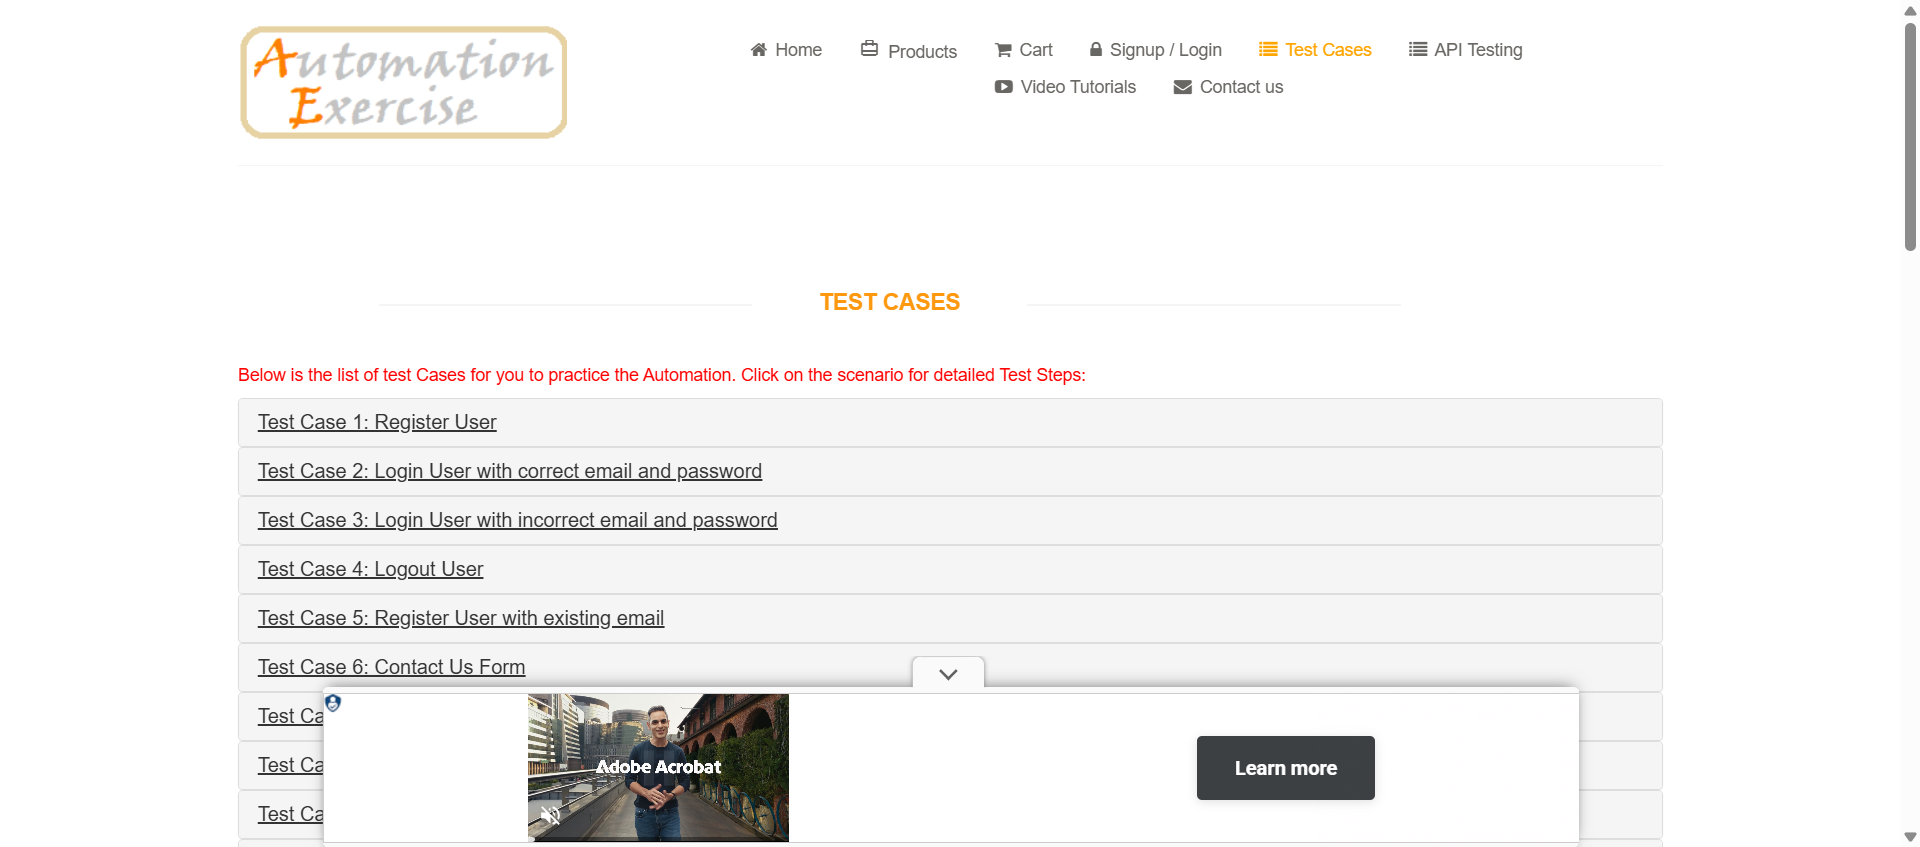 Automation
Exercise
Home
Products
Cart
Signup / Login
Test Cases
API Testing
Video Tutorials
Contact us
TEST CASES
Below is the list of test Cases for you to practice the Automation. Click on the scenario for detailed Test Steps:
Test Case 1: Register User
Test Case 2: Login User with correct email and password
Test Case 3: Login User with incorrect email and password
Test Case 4: Logout User
Test Case 5: Register User with existing email
Test Case 6: Contact Us Form
Test Ca
Test Ca
Test Ca
Adobe Acrobat
Learn more